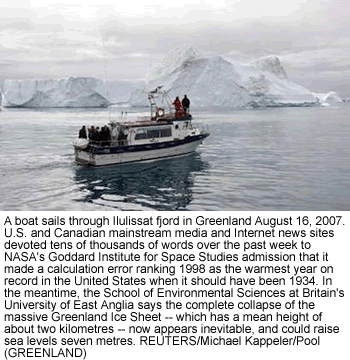 A boat sails through Ilulissat fjord in Greenland August 16, 2007.
U.S. and Canadian mainstream media and Internet news sites
devoted tens of thousands of words over the past week to
NASA's Goddard Institute for Space Studies admission that it
made a calculation error ranking 1998 as the warmest year on
record in the United States when it should have been 1934. In
the meantime, the School of Environmental Sciences at Britain's
University of East Anglia says the complete collapse of the
massive Greenland Ice Sheet -- which has a mean height of
about two kilometres -- now appears inevitable, and could raise
sea levels seven metres. REUTERS/Michael Kappeler/Pool
(GREENLAND)